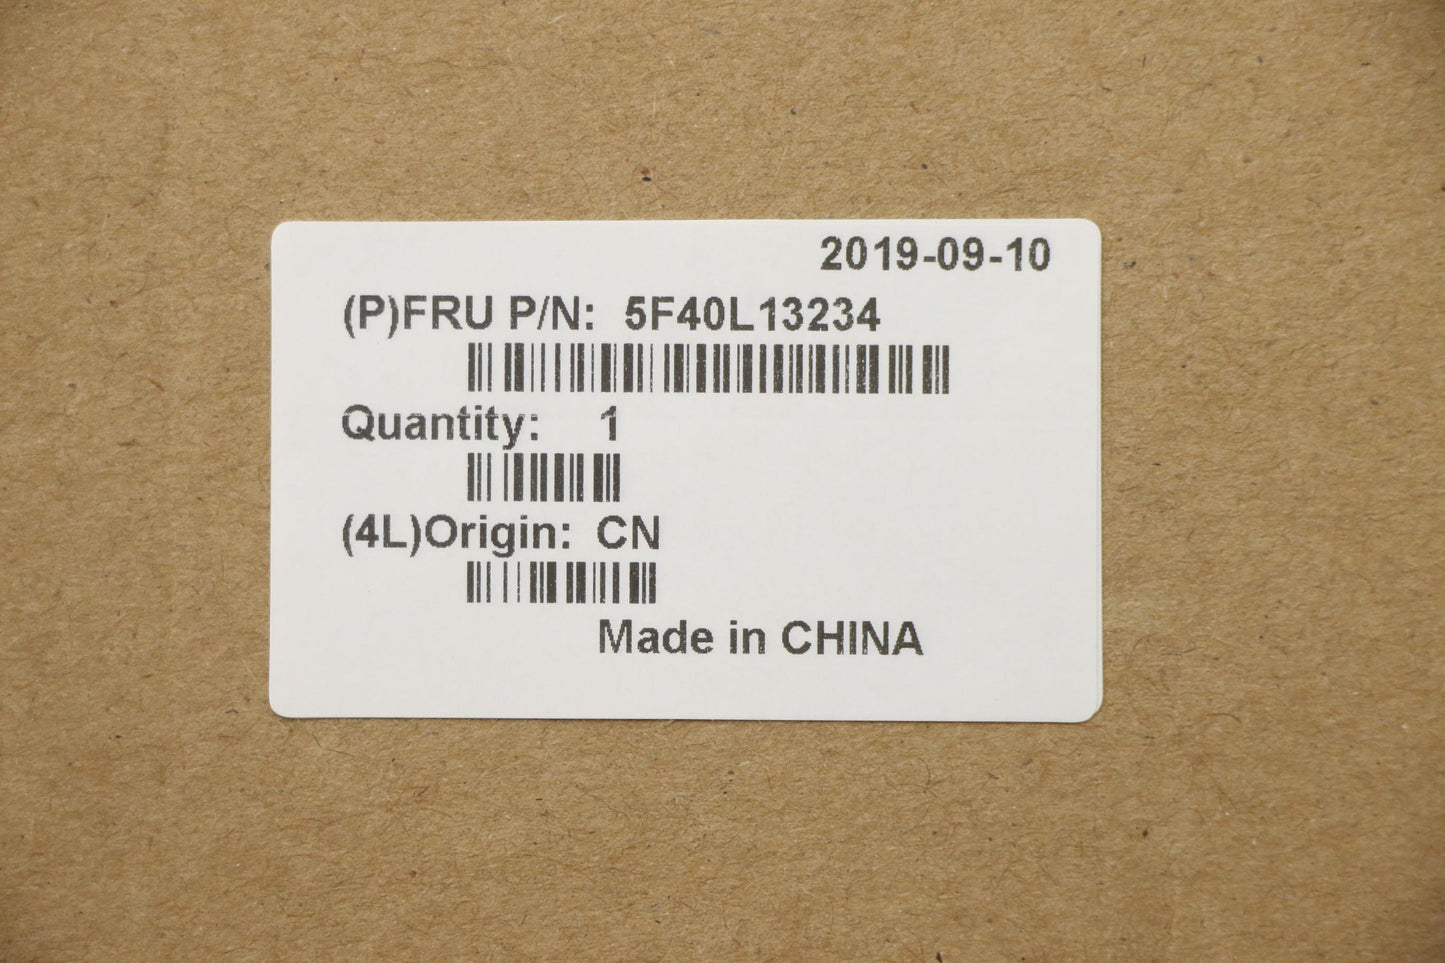 2019-09-10
(P)FRU P/N: 5F40L13234
Quantity: 1
(4L)Origin: CN
Made in CHINA